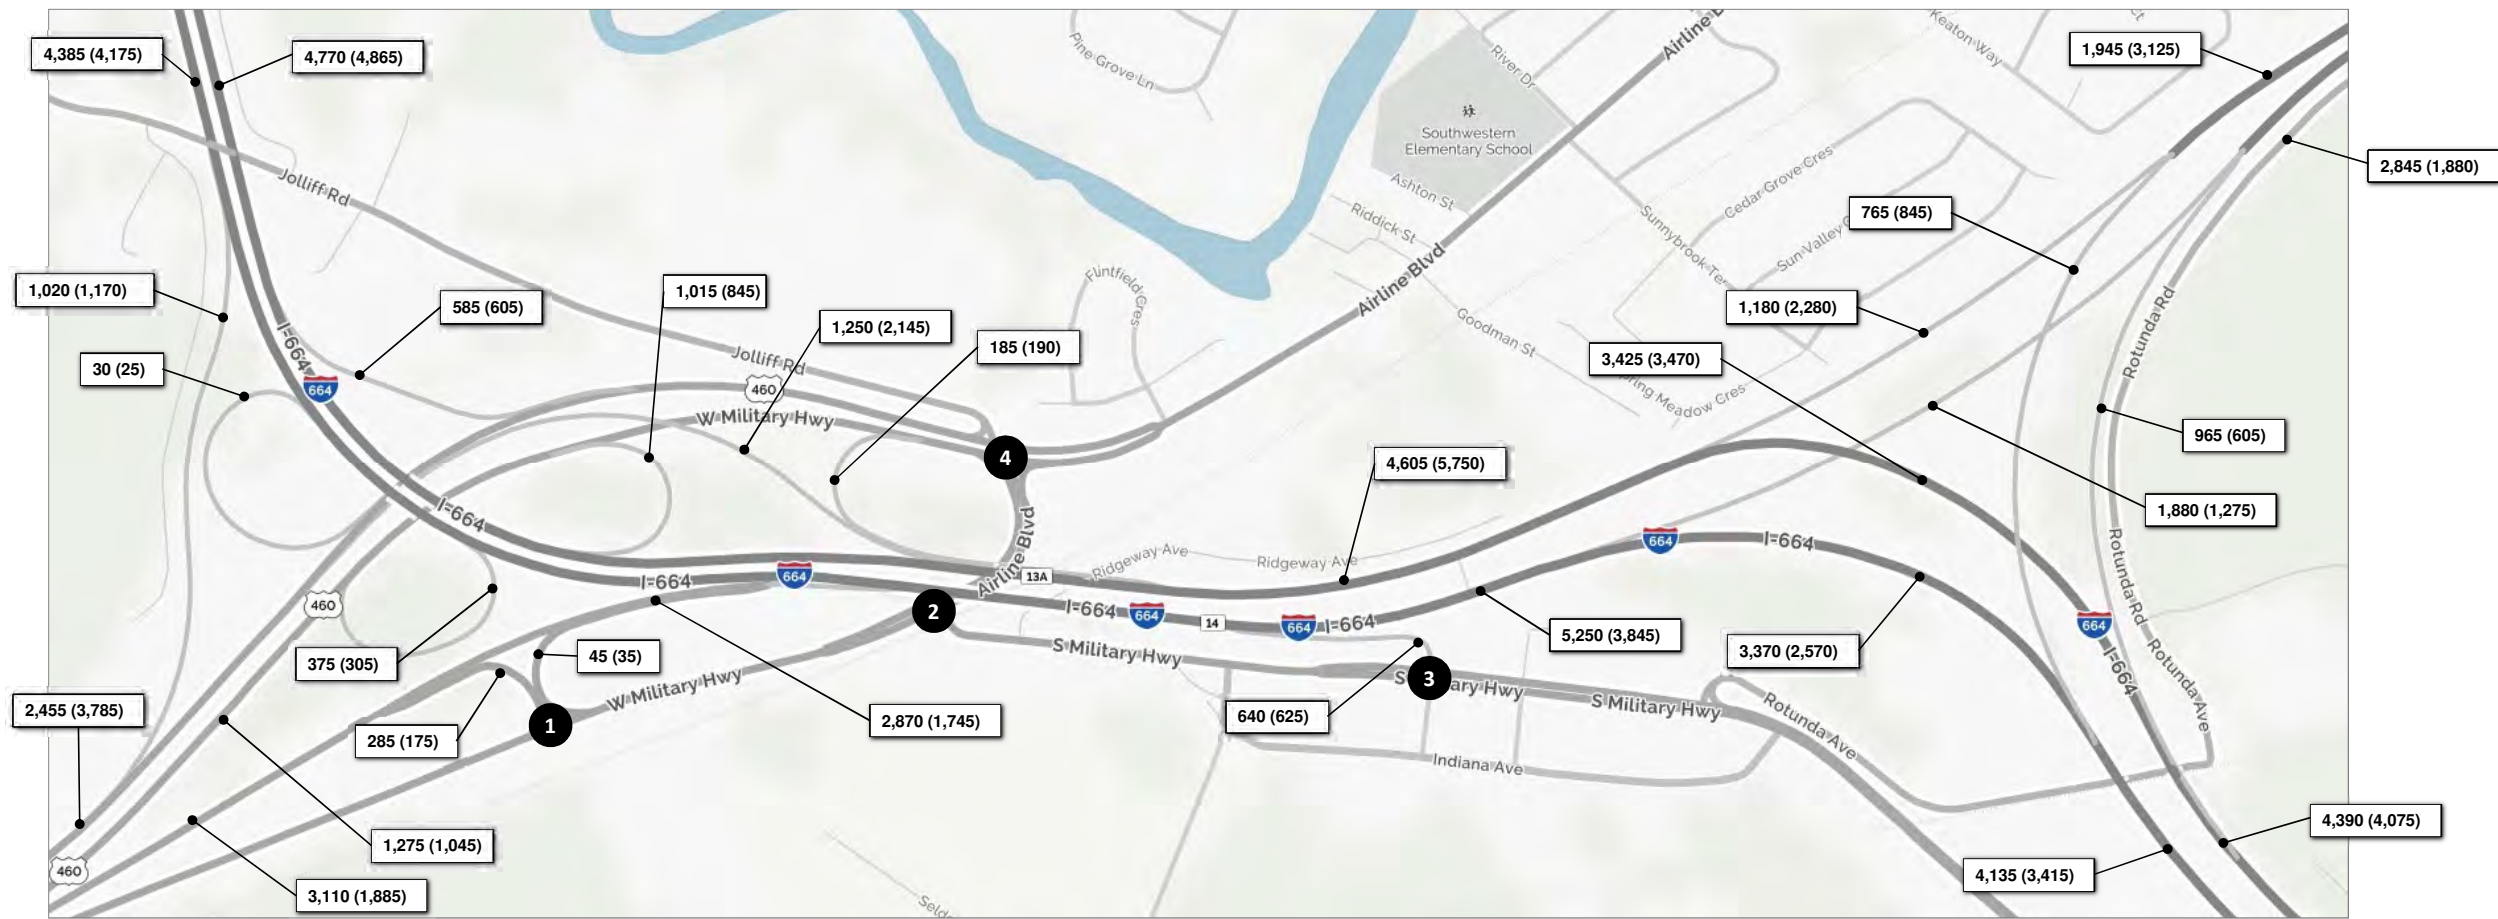 4,385 (4,175)
4,770 (4,865)
1,945 (3,125)
2,845 (1,880)
Pine Grove Ln
River Dr
Airline B
Keaton Way
Ct
Southwestern
Elementary School
Ashton St
Riddick St
Cedar Grove Cres
Sun Valley
Sunnybrook Ter
Jolliff Rd
765 (845)
1,020 (1,170)
585 (605)
1,015 (845)
1,250 (2,145)
185 (190)
Flintfield Cres
Airline Blvd
Goodman St
1,180 (2,280)
3,425 (3,470)
pring Meadow Cres
Rotunda Rd
30 (25)
I-664
664
Jolliff Rd
460
W Military Hwy
4
4,605 (5,750)
965 (605)
1,880 (1,275)
I-664
Airline Blvd
13A
Ridgeway Ave
Ridgeway Ave
664
I-664
Rotunda Rd
I-664
664
460
2
I-664
664
14
664
I-664
664
I-664
375 (305)
45 (35)
S Military Hwy
640 (625)
3
S
ary Hwy
S Military Hwy
5,250 (3,845)
3,370 (2,570)
Rotunda Ave
Rotunda Ave
W Military Hwy
1
2,455 (3,785)
285 (175)
2,870 (1,745)
Indiana Ave
1,275 (1,045)
3,110 (1,885)
460
4,390 (4,075)
4,135 (3,415)
Seld